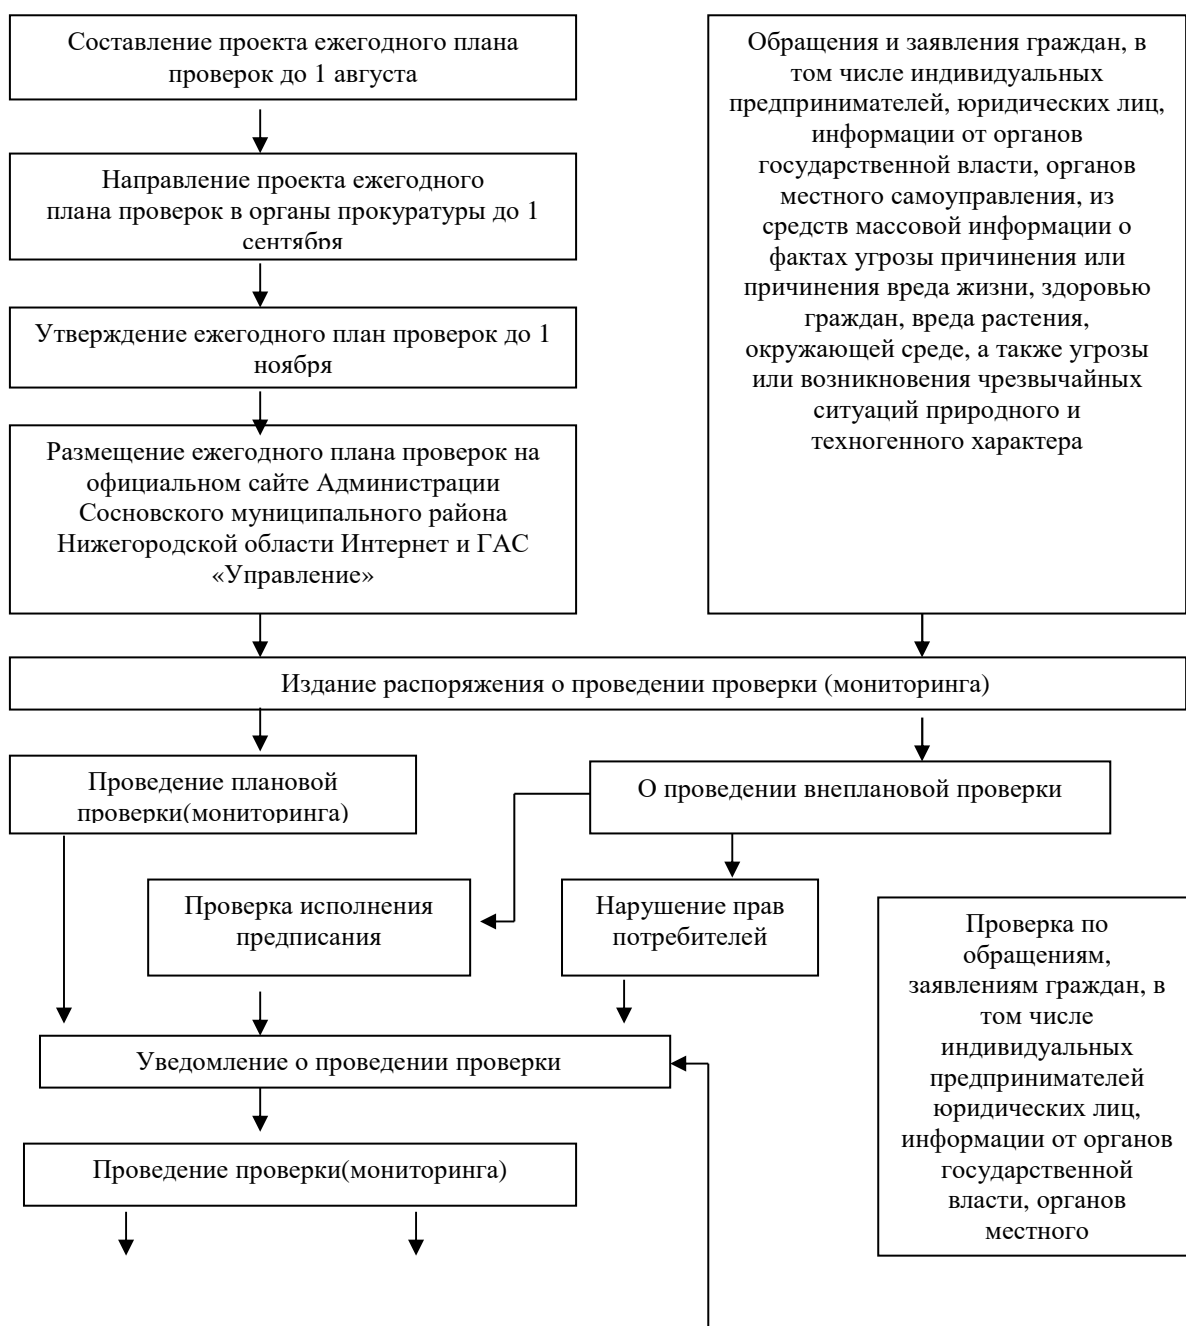 Составление проекта ежегодного плана
проверок до 1 августа
Направление проекта ежегодного
плана проверок в органы прокуратуры до 1
сентября
Утверждение ежегодного план проверок до 1
ноября
Размещение ежегодного плана проверок на
официальном сайте Администрации
Сосновского муниципального района
Нижегородской области Интернет и ГАС
«Управление»
Обращения и заявления граждан, в
том числе индивидуальных
предпринимателей, юридических лиц,
информации от органов
государственной власти, органов
местного самоуправления, из
средств массовой информации о
фактах угрозы причинения или
причинения вреда жизни, здоровью
граждан, вреда растения,
окружающей среде, а также угрозы
или возникновения чрезвычайных
ситуаций природного и
техногенного характера
Издание распоряжения о проведении проверки (мониторинга)
Проведение плановой
проверки(мониторинга)
О проведении внеплановой проверки
Проверка исполнения
предписания
Нарушение прав
потребителей
Проверка по
обращениям,
заявлениям граждан, в
том числе
индивидуальных
предпринимателей
юридических лиц,
информации от органов
государственной
власти, органов
местного
Уведомление о проведении проверки
Проведение проверки(мониторинга)